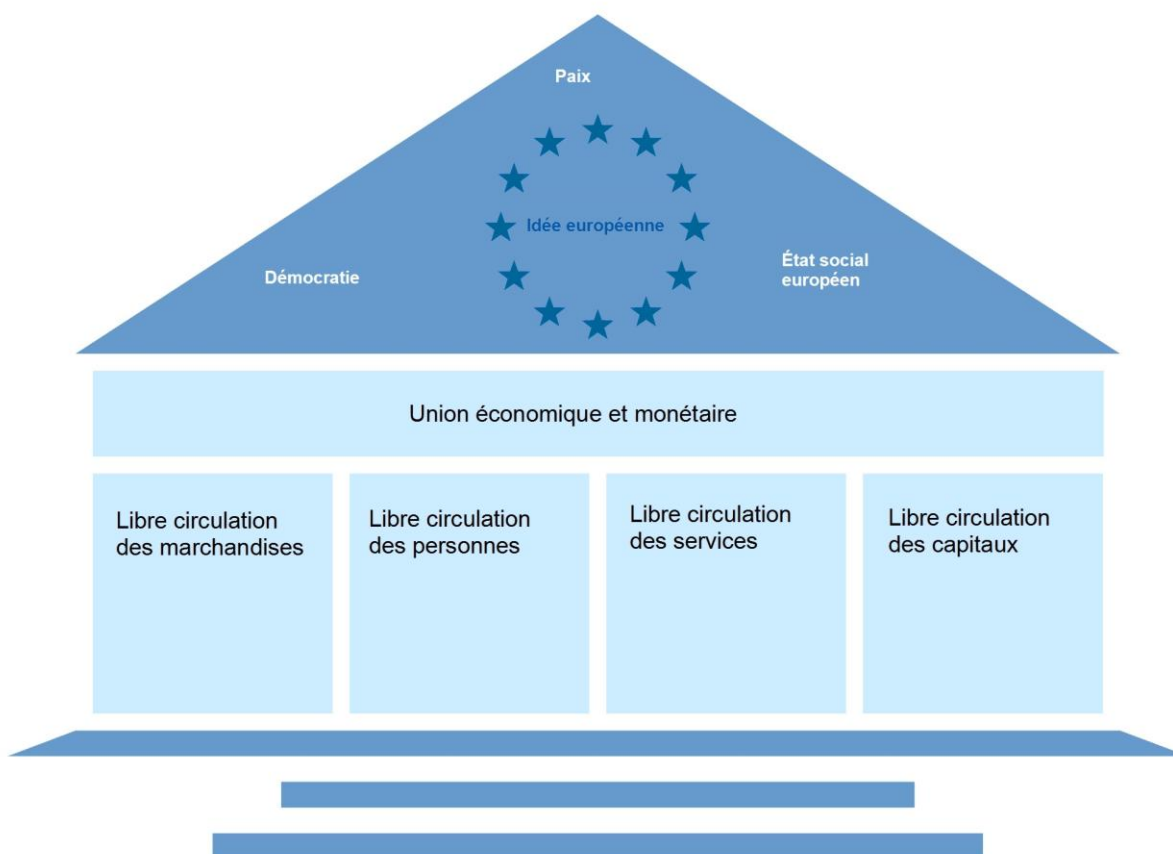 Paix
Idée européenne
Démocratie
État social
européen
Union économique et monétaire
Libre circulation
des marchandises
Libre circulation
des personnes
Libre circulation
des services
Libre circulation
des capitaux